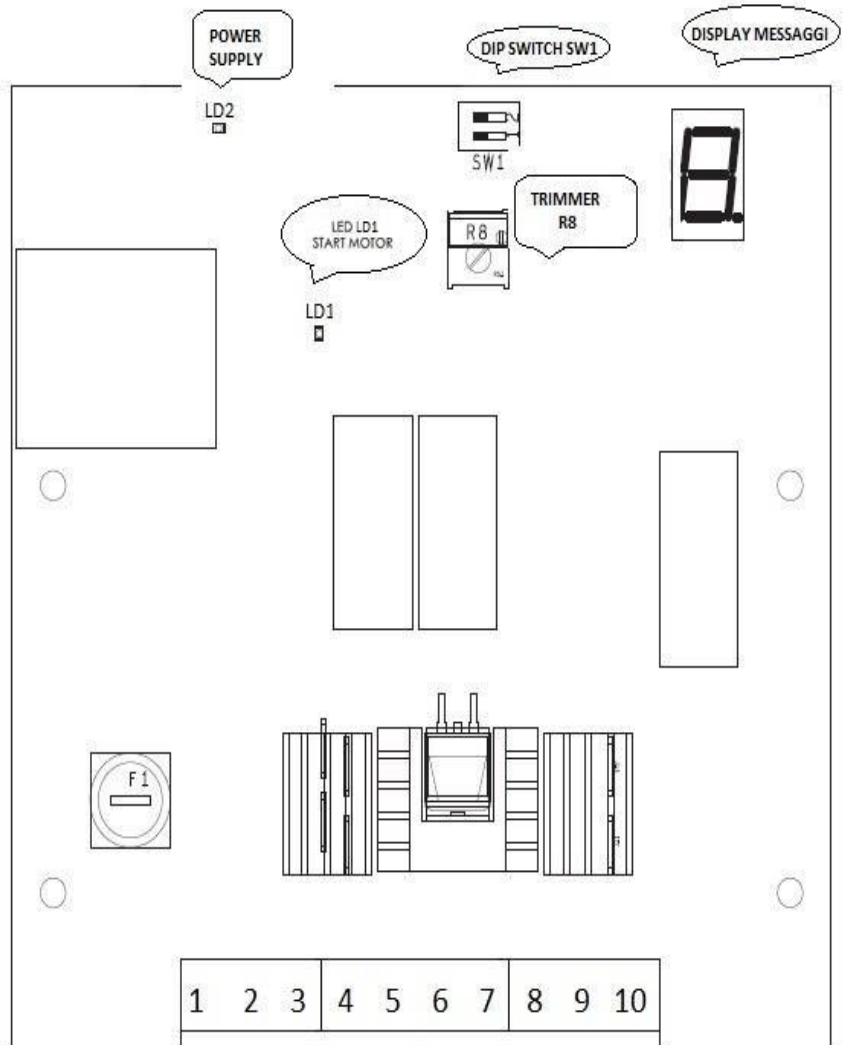 POWER
SUPPLY
DIP SWITCH SW1
DISPLAY MESSAGGI
LD2
SW1
TRIMMER
R8
R8
LED LD1
START MOTOR
LD1
F1
1 2 3 4 5 6 7 8 9 10